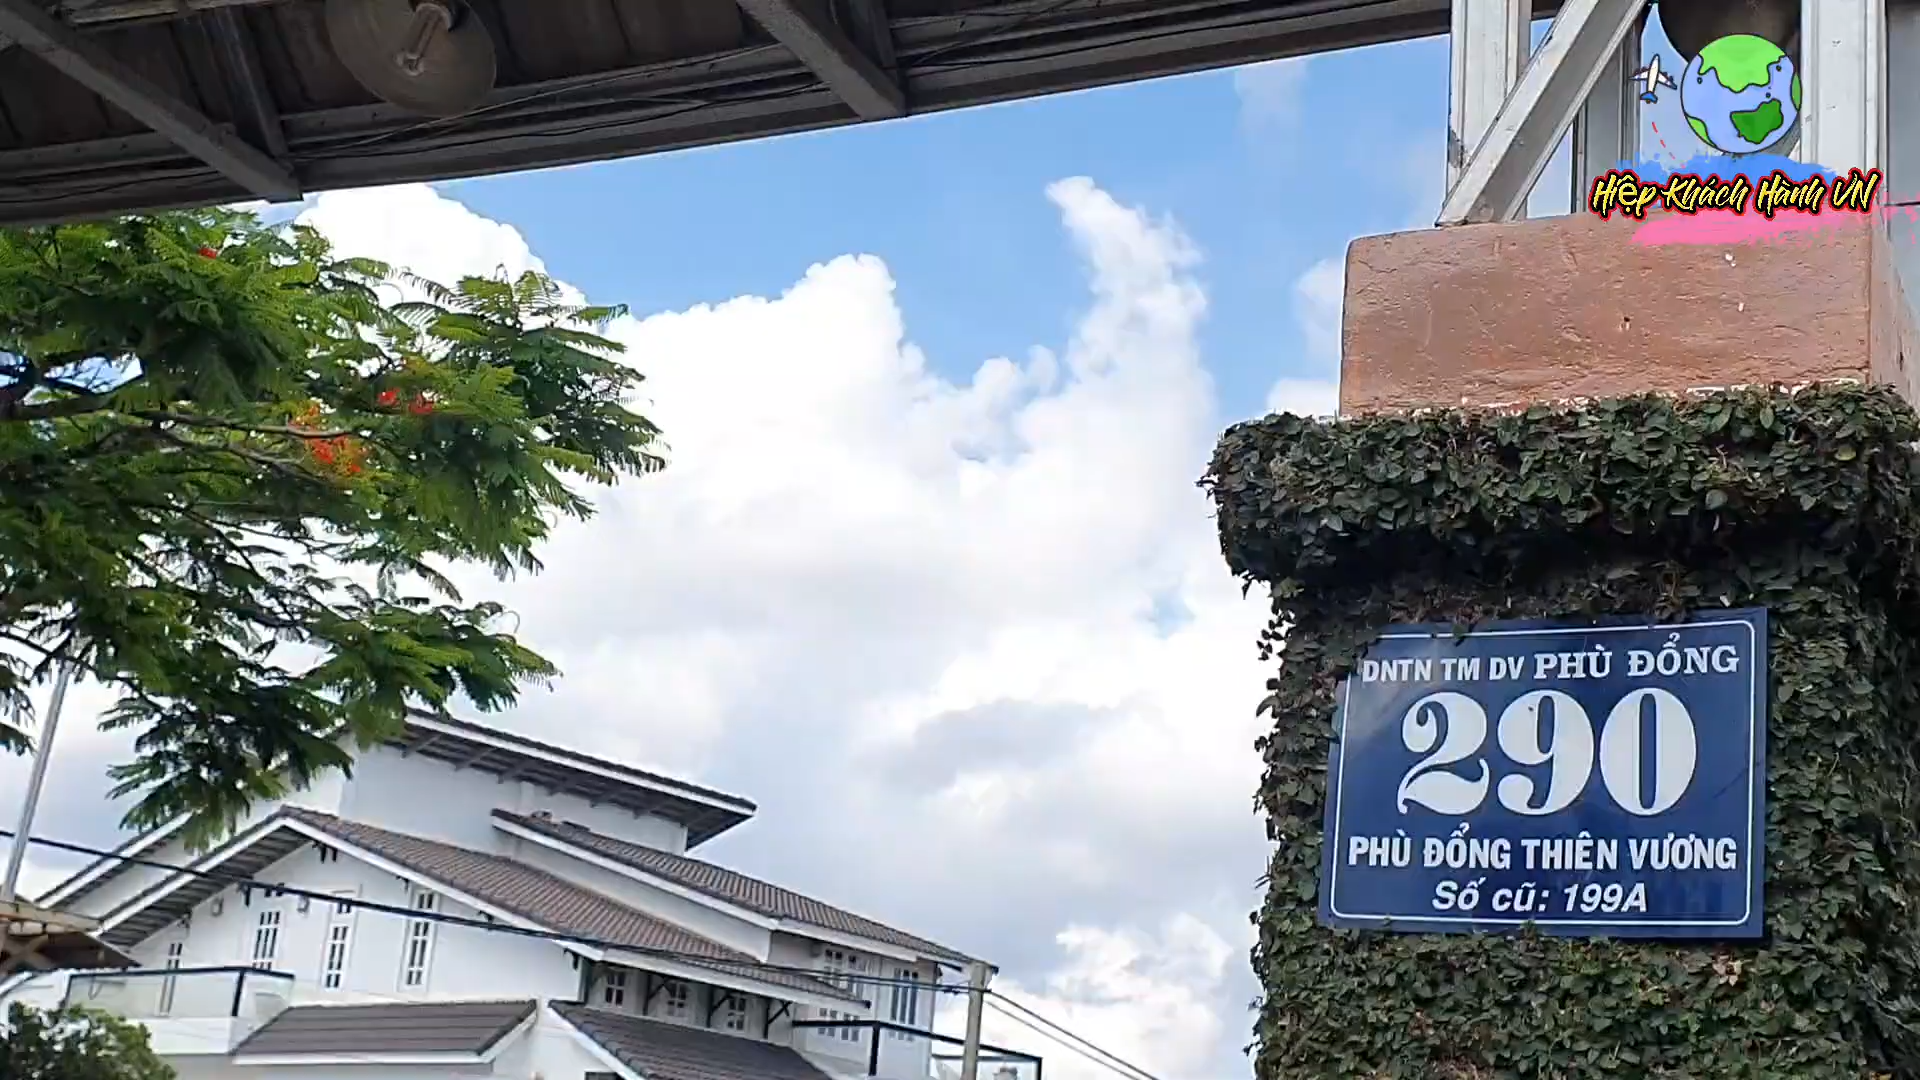 Hiệp Khách Hành VN
DNTN TM DV PHÙ ĐỔNG
290
PHÙ ĐỔNG THIÊN VƯƠNG
Số cũ: 199A